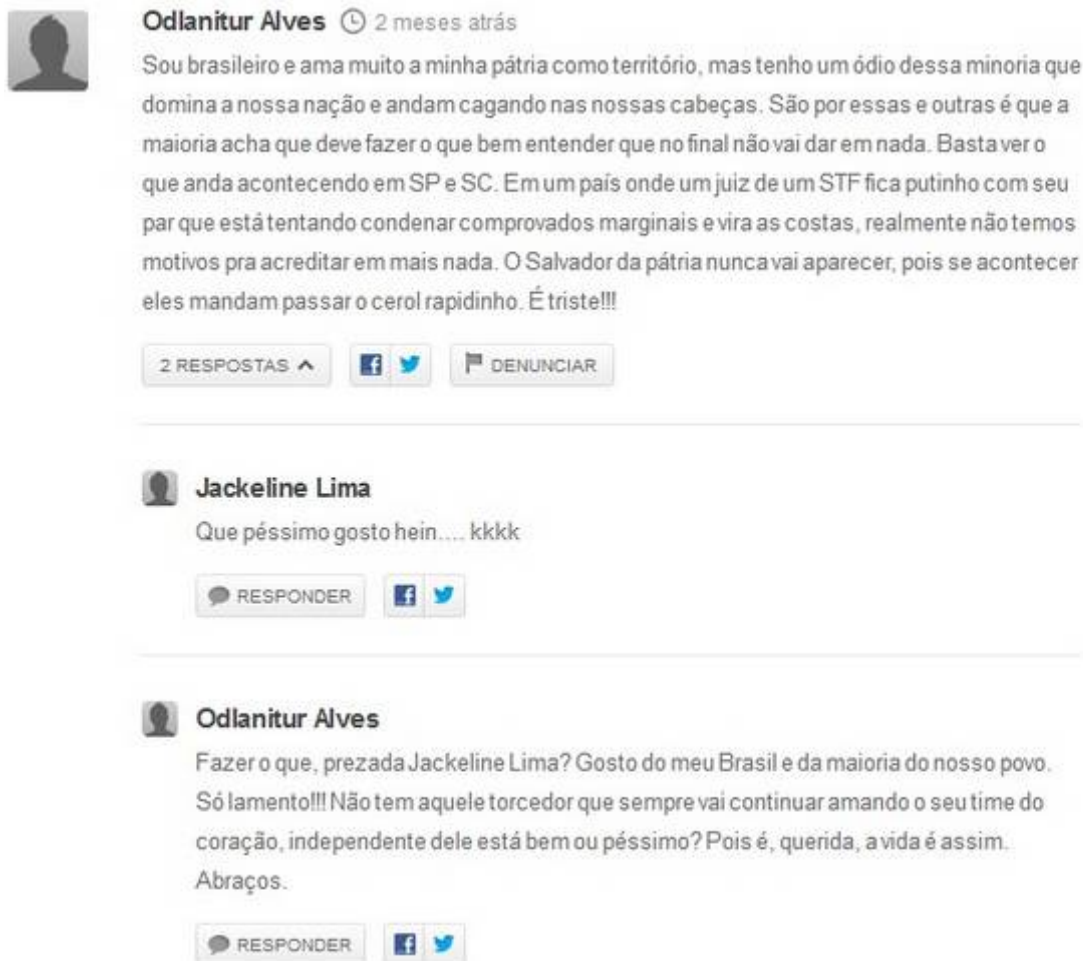 Odlanitur Alves 2 meses atrás
Sou brasileiro e ama muito a minha pátria como território, mas tenho um ódio dessa minoria que
domina a nossa nação e andam cagando nas nossas cabeças. São por essas e outras é que a
maioria acha que deve fazer o que bem entender que no final não vai dar em nada. Basta ver o
que anda acontecendo em SP e SC. Em um país onde um juiz de um STF fica putinho com seu
par que está tentando condenar comprovados marginais e vira as costas, realmente não temos
motivos pra acreditar em mais nada. O Salvador da pátria nunca vai aparecer, pois se acontecer
eles mandam passar o cerol rapidinho. É triste!!!
2 RESPOSTAS DENUNCIAR
Jackeline Lima
Que péssimo gosto hein.... kkkk
RESPONDER
Odlanitur Alves
Fazer o que, prezada Jackeline Lima? Gosto do meu Brasil e da maioria do nosso povo.
Só lamento!!! Não tem aquele torcedor que sempre vai continuar amando o seu time do
coração, independente dele está bem ou péssimo? Pois é, querida, a vida é assim.
Abraços.
RESPONDER